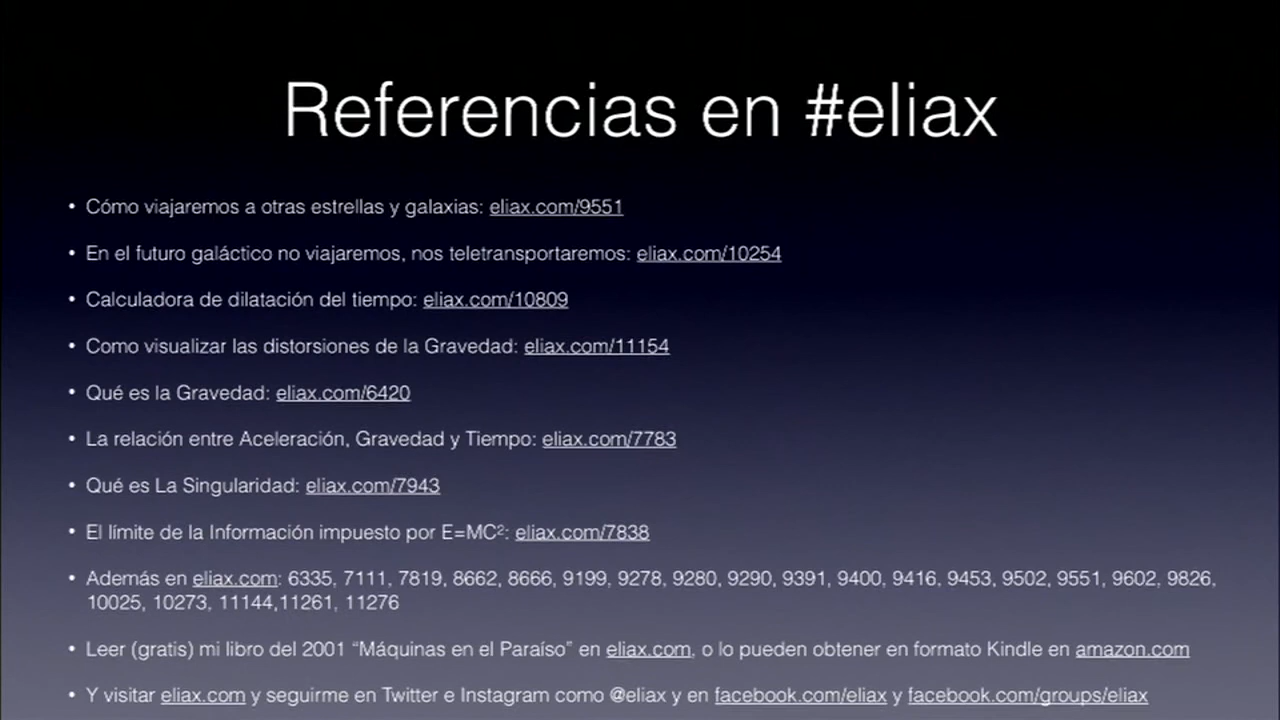 Referencias en #eliax
• Cómo viajaremos a otras estrellas y galaxias: eliax.com/9551
• En el futuro galáctico no viajaremos, nos teletransportaremos: eliax.com/10254
• Calculadora de dilatación del tiempo: eliax.com/10809
• Como visualizar las distorsiones de la Gravedad: eliax.com/11154
• Qué es la Gravedad: eliax.com/6420
• La relación entre Aceleración, Gravedad y Tiempo: eliax.com/7783
• Qué es La Singularidad: eliax.com/7943
• El límite de la Información impuesto por E=MC²: eliax.com/7838
• Además en eliax.com: 6335, 7111, 7819, 8662, 8666, 9199, 9278, 9280, 9290, 9391, 9400, 9416, 9453, 9502, 9551, 9602, 9826,
10025, 10273, 11144,11261, 11276
• Leer (gratis) mi libro del 2001 “Máquinas en el Paraíso” en eliax.com, o lo pueden obtener en formato Kindle en amazon.com
• Y visitar eliax.com y seguirme en Twitter e Instagram como @eliax y en facebook.com/eliax y facebook.com/groups/eliax